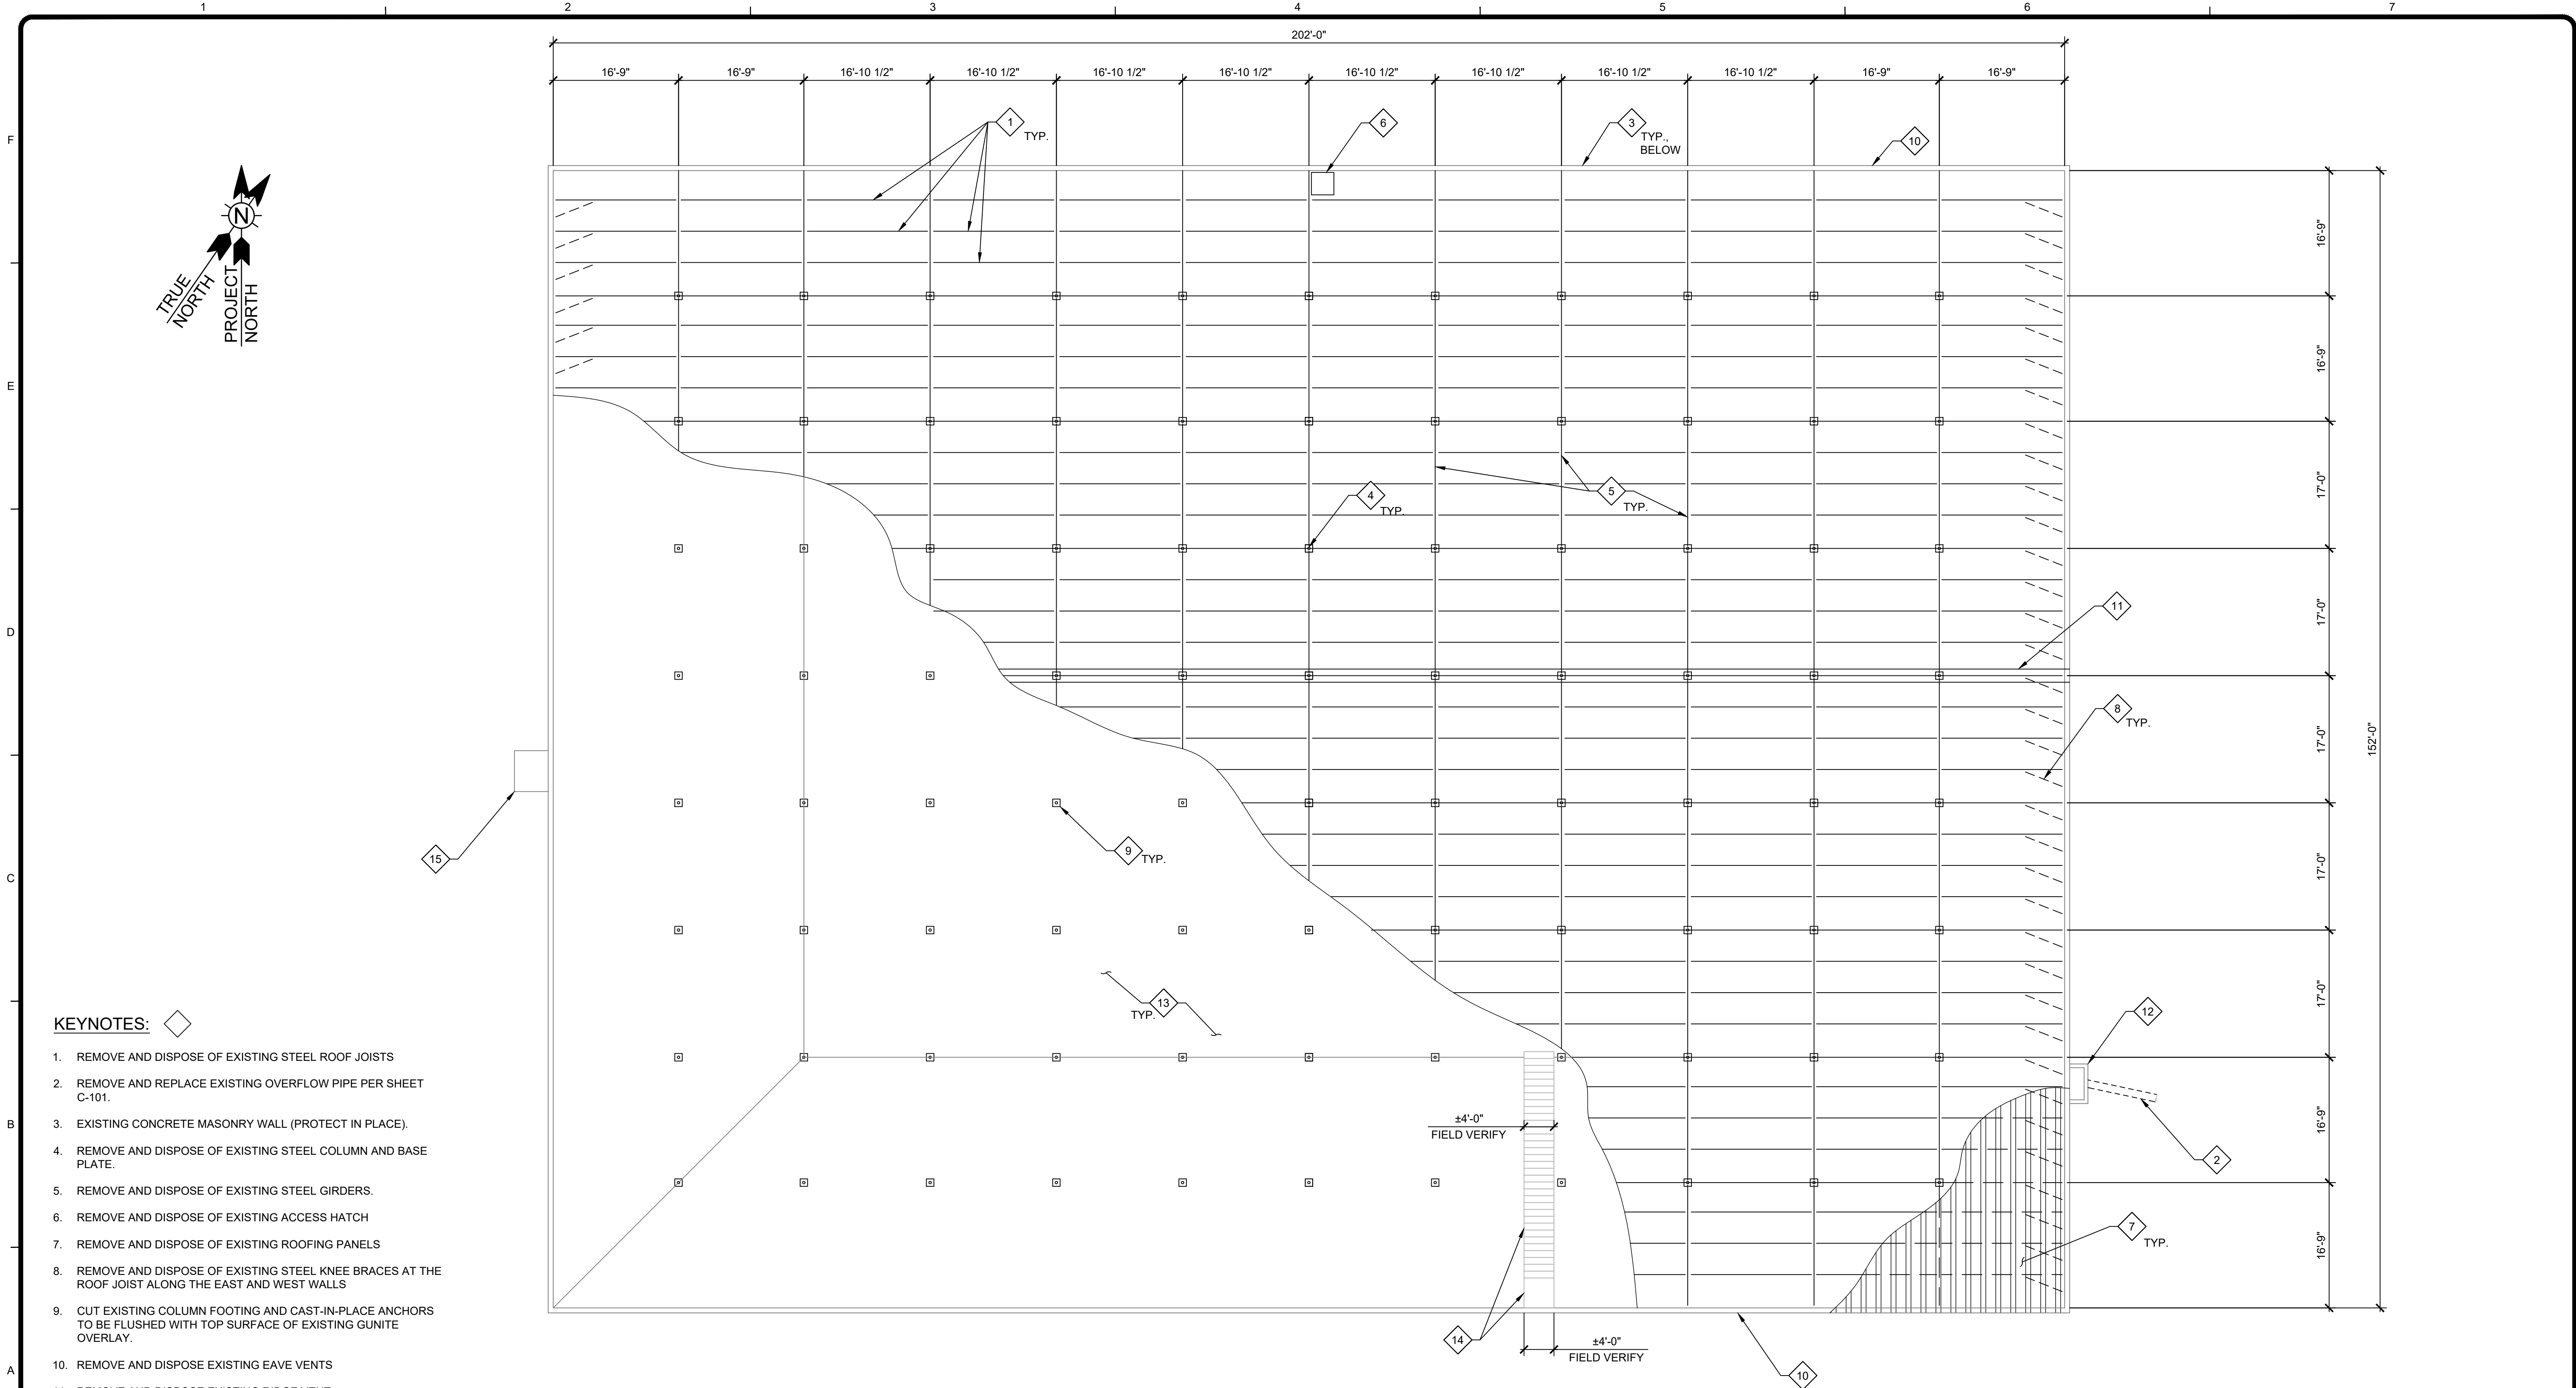 1 2 3 4 5 6 7
202'-0"
16'-9" 16'-9" 16'-10 1/2" 16'-10 1/2" 16'-10 1/2" 16'-10 1/2" 16'-10 1/2" 16'-10 1/2" 16'-10 1/2" 16'-10 1/2" 16'-9" 16'-9"
F
1
TYP.
6
3
TYP.,
BELOW
10
N
TRUE
NORTH
PROJECT
NORTH
16'-9"
E
16'-9"
4
TYP.
5
TYP.
17'-0"
D
17'-0"
11
8
TYP.
17'-0"
152'-0"
15
9
TYP.
C
17'-0"
13
TYP.
17'-0"
12
±4'-0"
FIELD VERIFY
B
16'-9"
2
7
TYP.
16'-9"
14
±4'-0"
FIELD VERIFY
10
A
KEYNOTES:
1. REMOVE AND DISPOSE OF EXISTING STEEL ROOF JOISTS
2. REMOVE AND REPLACE EXISTING OVERFLOW PIPE PER SHEET
C-101.
3. EXISTING CONCRETE MASONRY WALL (PROTECT IN PLACE).
4. REMOVE AND DISPOSE OF EXISTING STEEL COLUMN AND BASE
PLATE.
5. REMOVE AND DISPOSE OF EXISTING STEEL GIRDERS.
6. REMOVE AND DISPOSE OF EXISTING ACCESS HATCH
7. REMOVE AND DISPOSE OF EXISTING ROOFING PANELS
8. REMOVE AND DISPOSE OF EXISTING STEEL KNEE BRACES AT THE
ROOF JOIST ALONG THE EAST AND WEST WALLS
9. CUT EXISTING COLUMN FOOTING AND CAST-IN-PLACE ANCHORS
TO BE FLUSHED WITH TOP SURFACE OF EXISTING GUNITE
OVERLAY.
10. REMOVE AND DISPOSE EXISTING EAVE VENTS